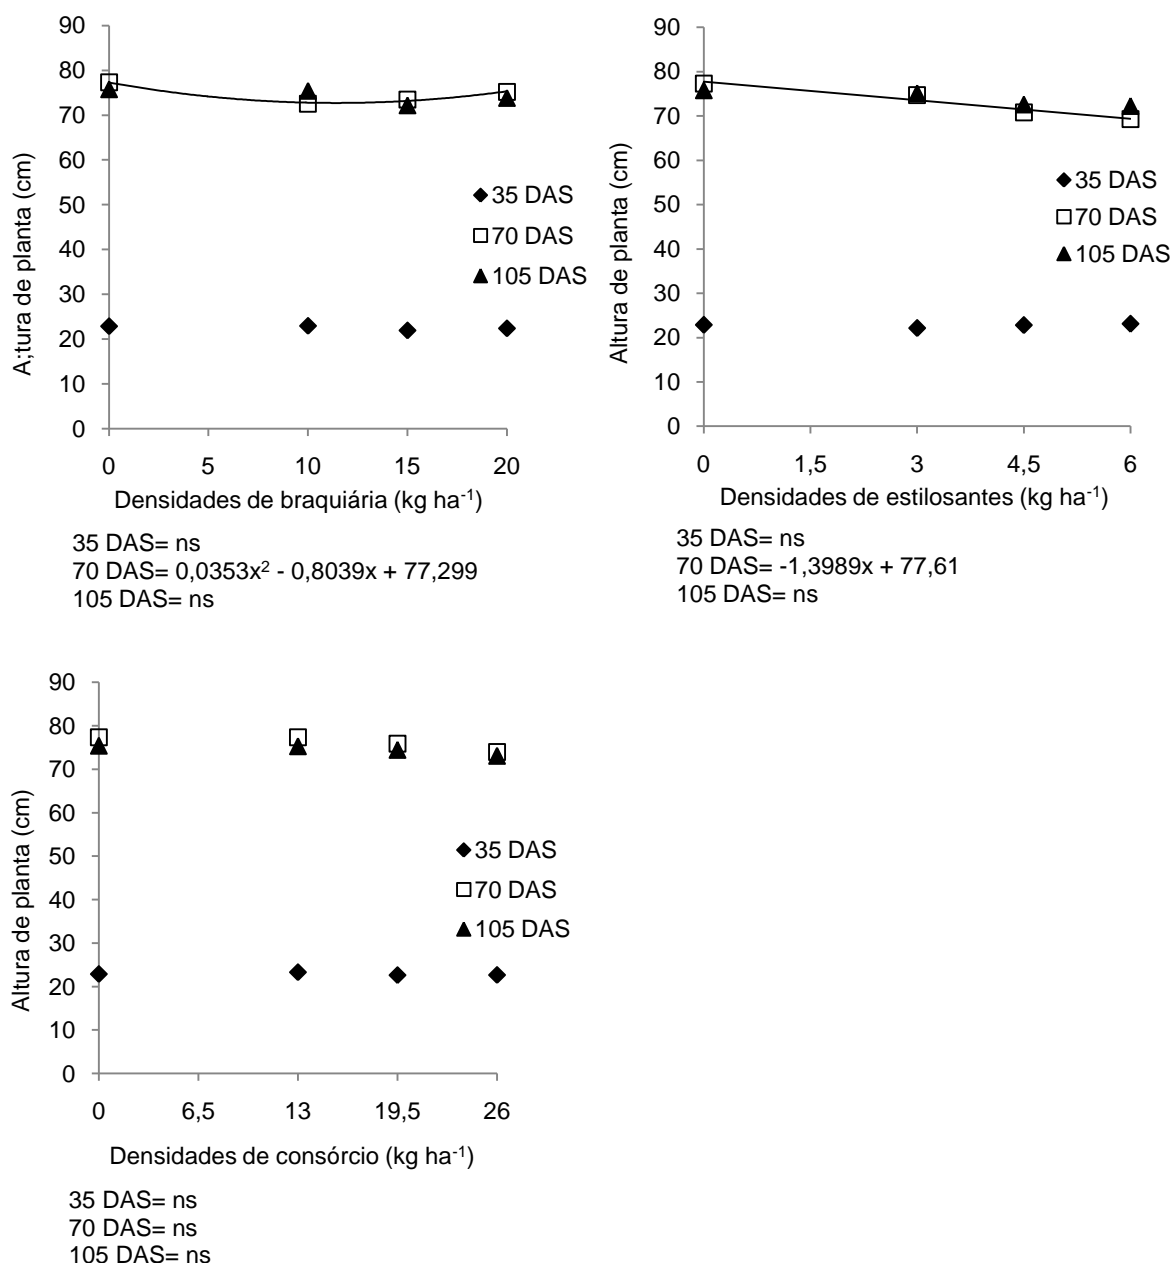 90
80
70
60
50
40
30
20
10
0
A;tura de planta (cm)
35 DAS
70 DAS
105 DAS
0 5 10 15 20
Densidades de braquiária (kg ha-1)
35 DAS= ns
70 DAS= 0,0353x² - 0,8039x + 77,299
105 DAS= ns
90
80
70
60
50
40
30
20
10
0
Altura de planta (cm)
35 DAS
70 DAS
105 DAS
0 1,5 3 4,5 6
Densidades de estilosantes (kg ha-1)
35 DAS= ns
70 DAS= -1,3989x + 77,61
105 DAS= ns
90
80
70
60
50
40
30
20
10
0
Altura de planta (cm)
35 DAS
70 DAS
105 DAS
0 6,5 13 19,5 26
Densidades de consórcio (kg ha-1)
35 DAS= ns
70 DAS= ns
105 DAS= ns